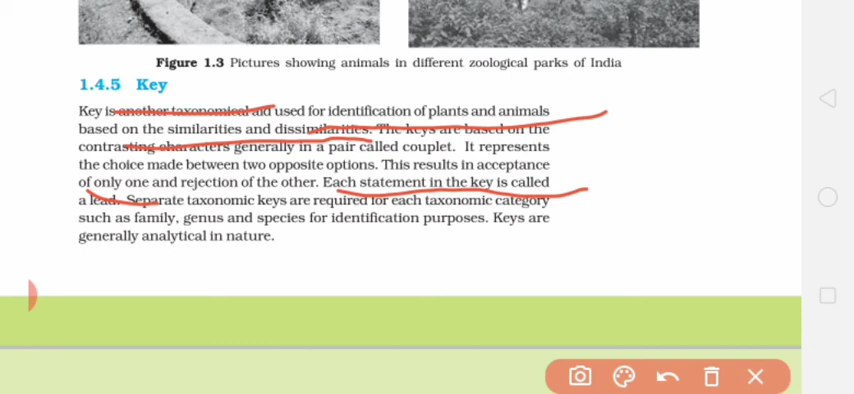 Figure 1.3 Pictures showing animals in different zoological parks of India
1.4.5 Key
Key is another taxonomical aid used for identification of plants and animals
based on the similarities and dissimilarities. The keys are based on the
contrasting characters generally in a pair called couplet. It represents
the choice made between two opposite options. This results in acceptance
of only one and rejection of the other. Each statement in the key is called
a lead. Separate taxonomic keys are required for each taxonomic category
such as family, genus and species for identification purposes. Keys are
generally analytical in nature.